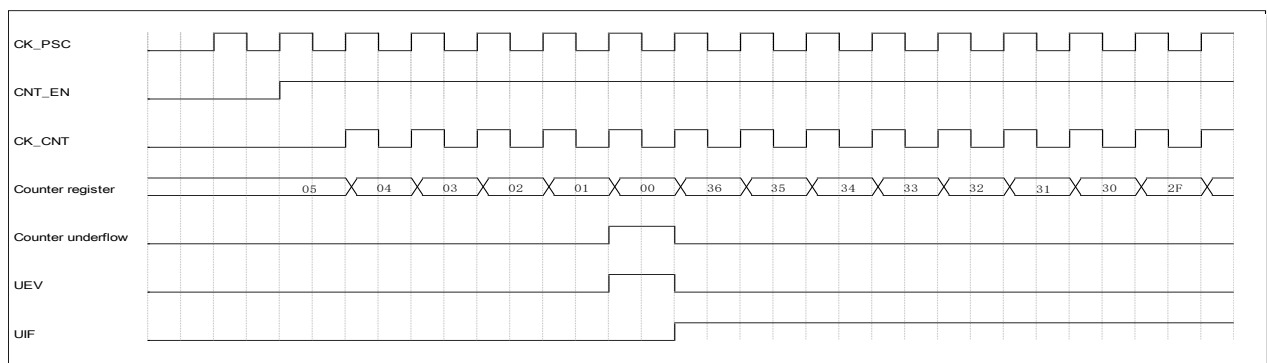 CK_PSC
CNT_EN
CK_CNT
Counter register 05 04 03 02 01 00 36 35 34 33 32 31 30 2F
Counter underflow
UEV
UIF